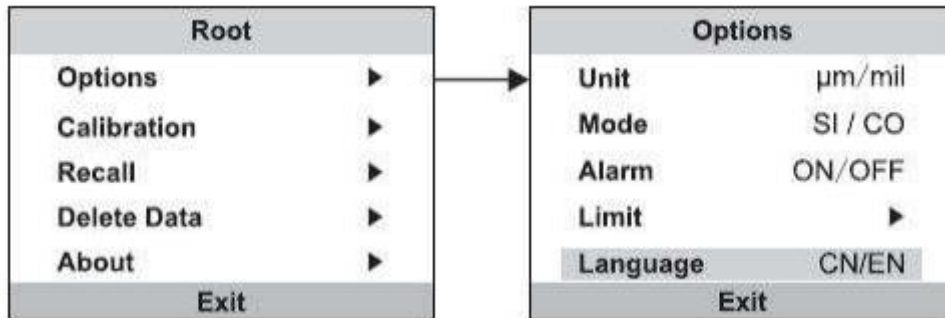 Root
Options
Calibration
Recall
Delete Data
About
Exit
Options
Unit μm/mil
Mode SI / CO
Alarm ON/OFF
Limit
Language CN/EN
Exit